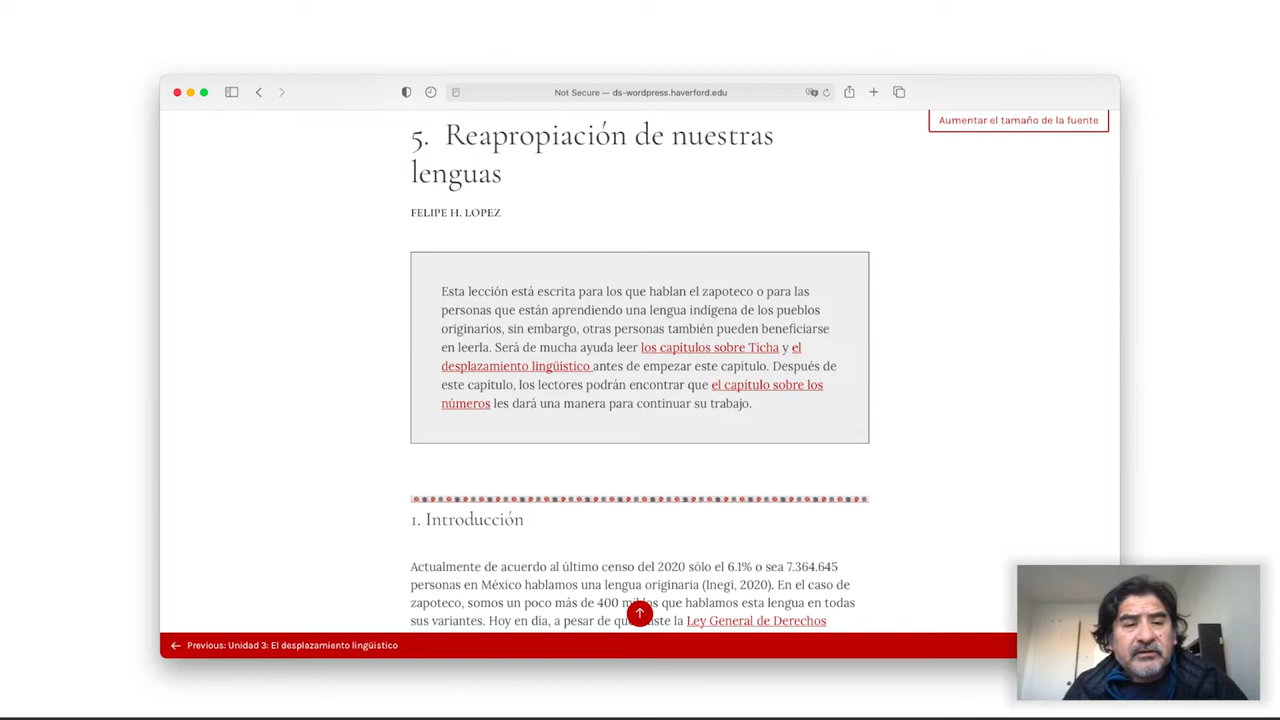 Not Secure — ds-wordpress.haverford.edu
Aumentar el tamaño de la fuente
5. Reapropiación de nuestras
lenguas
FELIPE H. LOPEZ
Esta lección está escrita para los que hablan el zapoteco o para las
personas que están aprendiendo una lengua indígena de los pueblos
originarios, sin embargo, otras personas también pueden beneficiarse
en leerla. Será de mucha ayuda leer los capítulos sobre Ticha y el
desplazamiento lingüístico antes de empezar este capítulo. Después de
este capítulo, los lectores podrán encontrar que el capítulo sobre los
números les dará una manera para continuar su trabajo.
1. Introducción
Actualmente de acuerdo al último censo del 2020 sólo el 6.1% o sea 7.364.645
personas en México hablamos una lengua originaria (Inegi, 2020). En el caso de
zapoteco, somos un poco más de 400 que hablamos esta lengua en todas
sus variantes. Hoy en día, a pesar de la Ley General de Derechos
← Previous: Unidad 3: El desplazamiento lingüistico